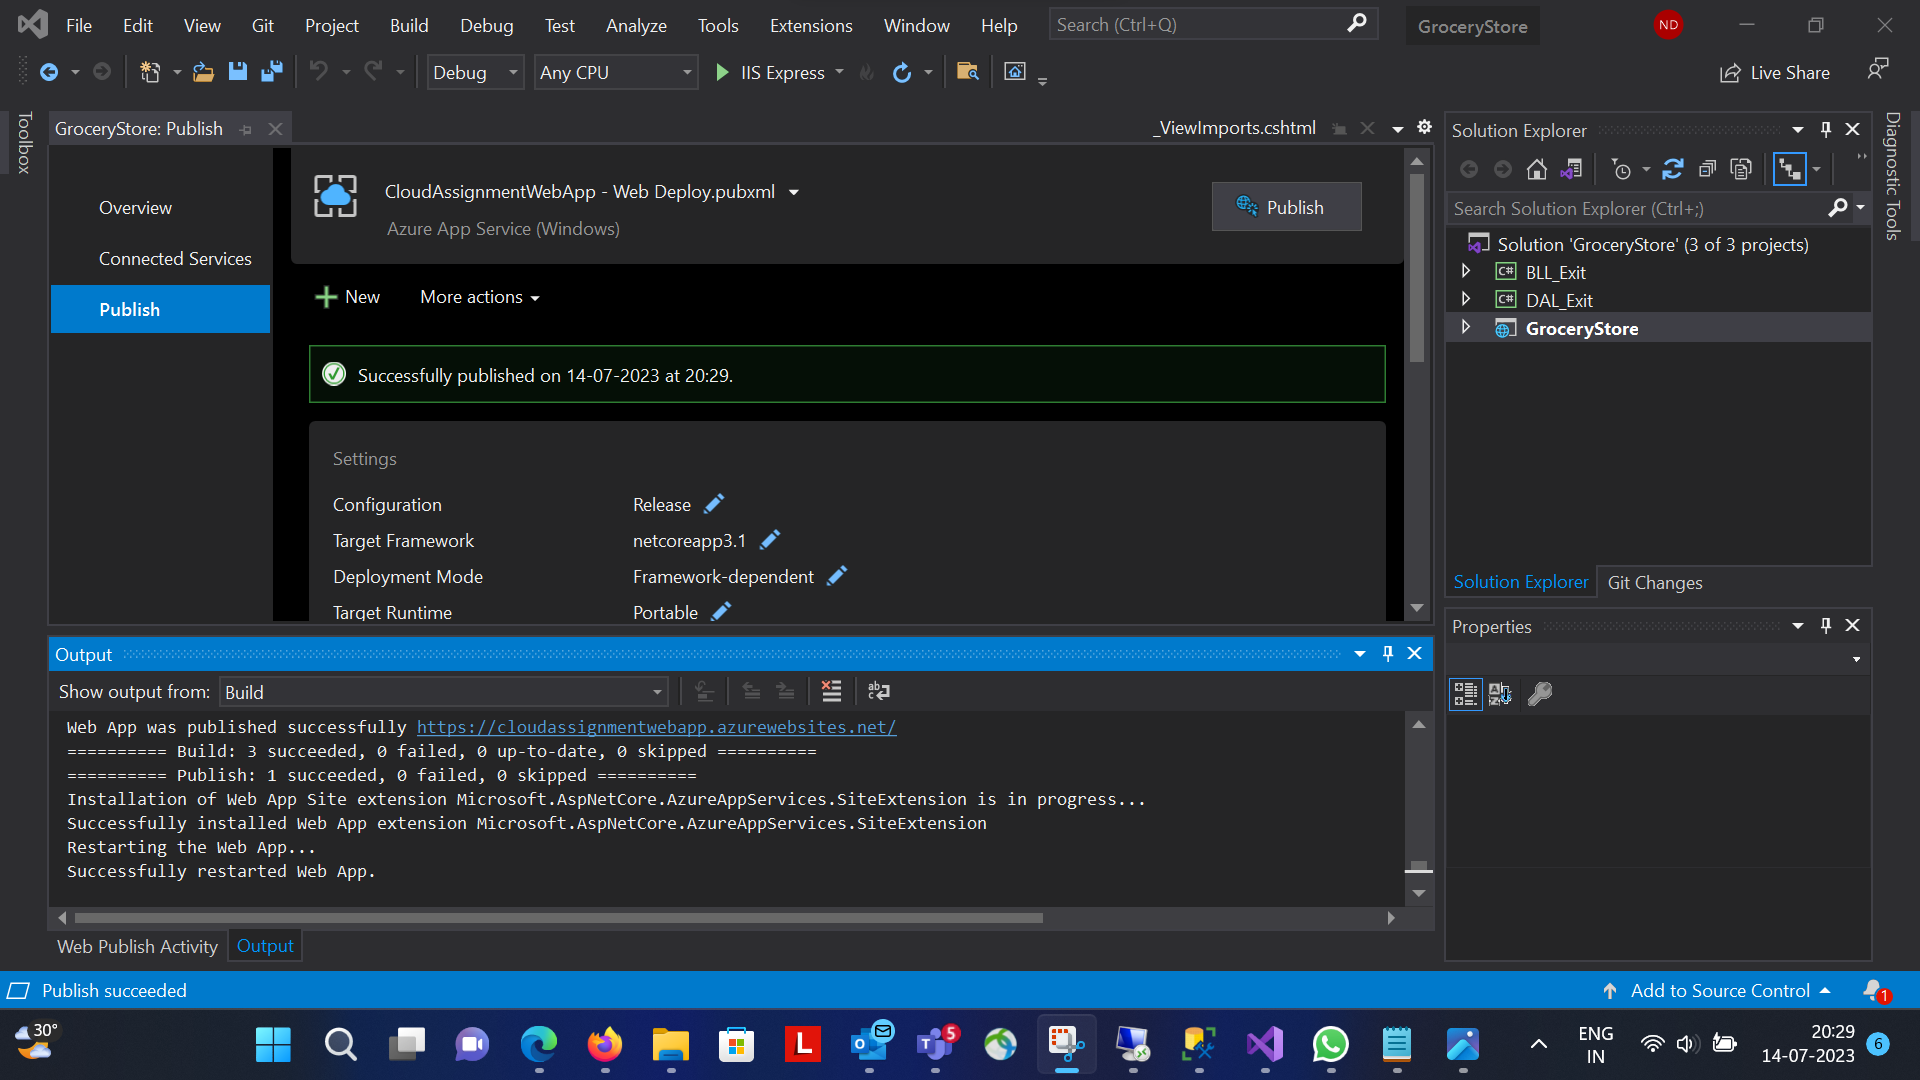 File Edit View Git Project Build Debug Test Analyze Tools Extensions Window Help Search (Ctrl+Q) GroceryStore ND
Debug Any CPU IIS Express Live Share
Toolbox
GroceryStore: Publish
_ViewImports.cshtml
Overview
Connected Services
Publish
CloudAssignmentWebApp - Web Deploy.pubxml
Azure App Service (Windows)
Publish
New More actions
Successfully published on 14-07-2023 at 20:29.
Settings
Configuration Release
Target Framework netcoreapp3.1
Deployment Mode Framework-dependent
Target Runtime Portable
Output
Show output from: Build
Web App was published successfully https://cloudassignmentwebapp.azurewebsites.net/
========== Build: 3 succeeded, 0 failed, 0 up-to-date, 0 skipped ==========
========== Publish: 1 succeeded, 0 failed, 0 skipped ==========
Installation of Web App Site extension Microsoft.AspNetCore.AzureAppServices.SiteExtension is in progress...
Successfully installed Web App extension Microsoft.AspNetCore.AzureAppServices.SiteExtension
Restarting the Web App...
Successfully restarted Web App.
Web Publish Activity Output
Solution Explorer
Search Solution Explorer (Ctrl+;)
Solution 'GroceryStore' (3 of 3 projects)
C# BLL_Exit
C# DAL_Exit
GroceryStore
Solution Explorer Git Changes
Properties
Diagnostic Tools
Publish succeeded
Add to Source Control 1
30°
L
5
ENG
IN
20:29
14-07-2023
6